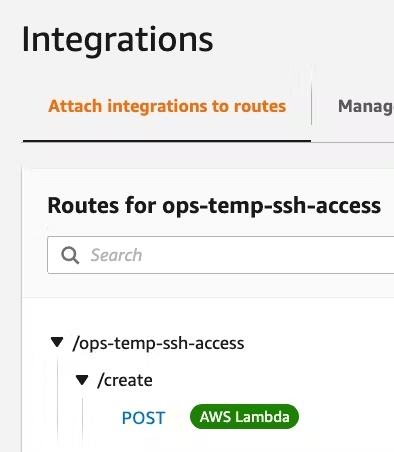 Integrations
Attach integrations to routes
Routes for ops-temp-ssh-access
Search
/ops-temp-ssh-access
/create
POST AWS Lambda